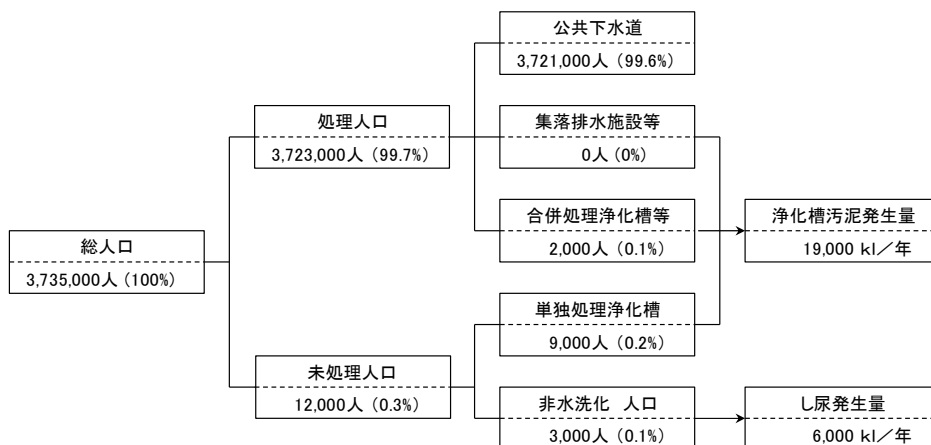 公共下水道
3,721,000人 (99.6%)
処理人口
3,723,000人 (99.7%)
集落排水施設等
0人 (0%)
合併処理浄化槽等
2,000人 (0.1%)
浄化槽汚泥発生量
19,000 kl／年
総人口
3,735,000人 (100%)
単独処理浄化槽
9,000人 (0.2%)
未処理人口
12,000人 (0.3%)
非水洗化　人口
3,000人 (0.1%)
し尿発生量
6,000 kl／年